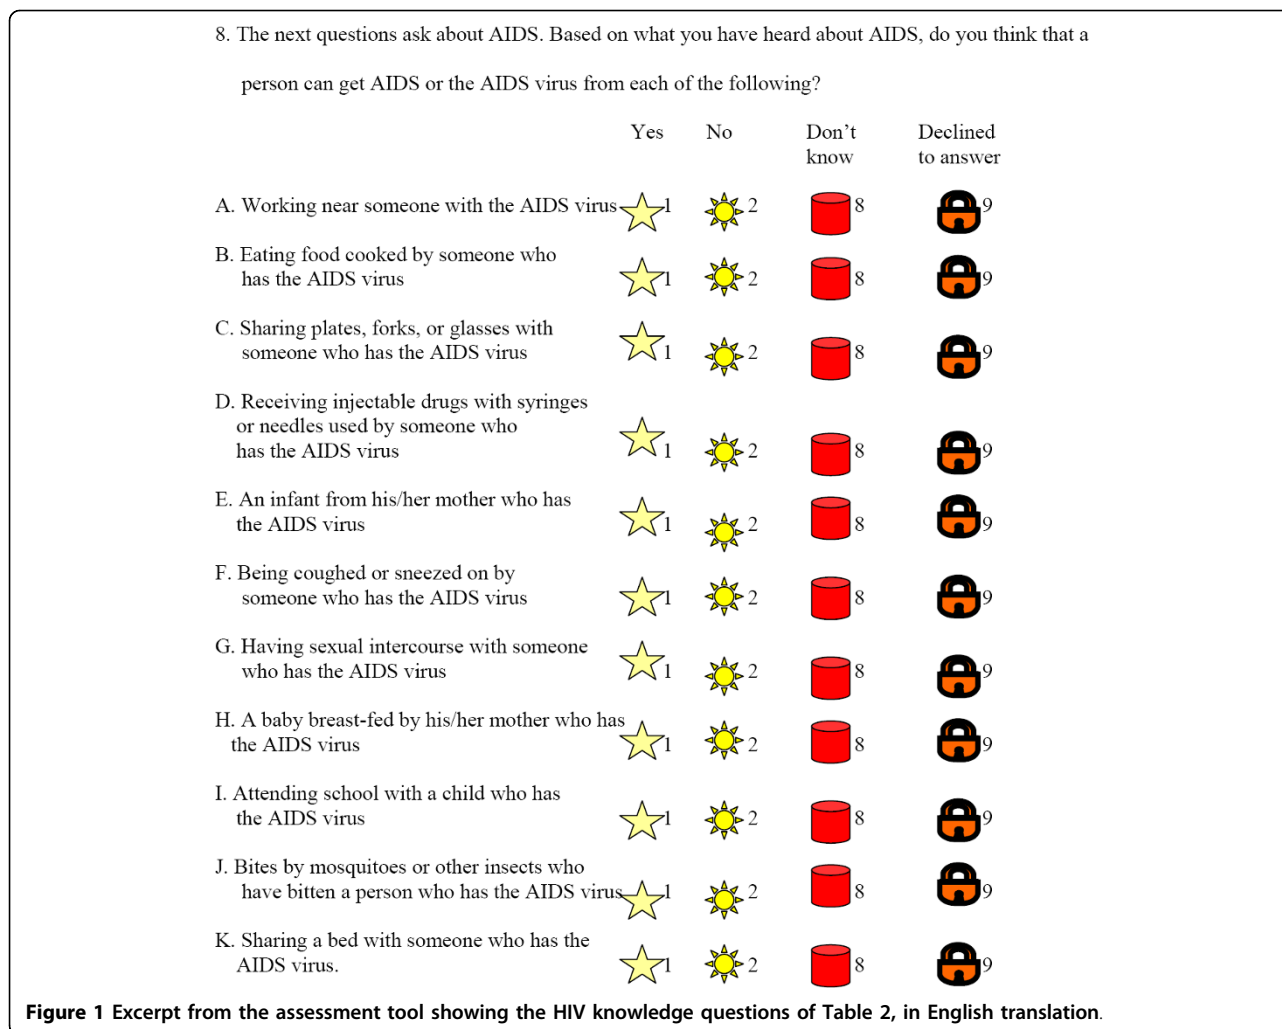 8. The next questions ask about AIDS. Based on what you have heard about AIDS, do you think that a
person can get AIDS or the AIDS virus from each of the following?
Yes No Don't Declined
know to answer
A. Working near someone with the AIDS virus 1 2 8 9
B. Eating food cooked by someone who
has the AIDS virus 1 2 8 9
C. Sharing plates, forks, or glasses with
someone who has the AIDS virus 1 2 8 9
D. Receiving injectable drugs with syringes
or needles used by someone who
has the AIDS virus 1 2 8 9
E. An infant from his/her mother who has
the AIDS virus 1 2 8 9
F. Being coughed or sneezed on by
someone who has the AIDS virus 1 2 8 9
G. Having sexual intercourse with someone
who has the AIDS virus 1 2 8 9
H. A baby breast-fed by his/her mother who has
the AIDS virus 1 2 8 9
I. Attending school with a child who has
the AIDS virus 1 2 8 9
J. Bites by mosquitoes or other insects who
have bitten a person who has the AIDS virus 1 2 8 9
K. Sharing a bed with someone who has the
AIDS virus. 1 2 8 9
Figure 1 Excerpt from the assessment tool showing the HIV knowledge questions of Table 2, in English translation.